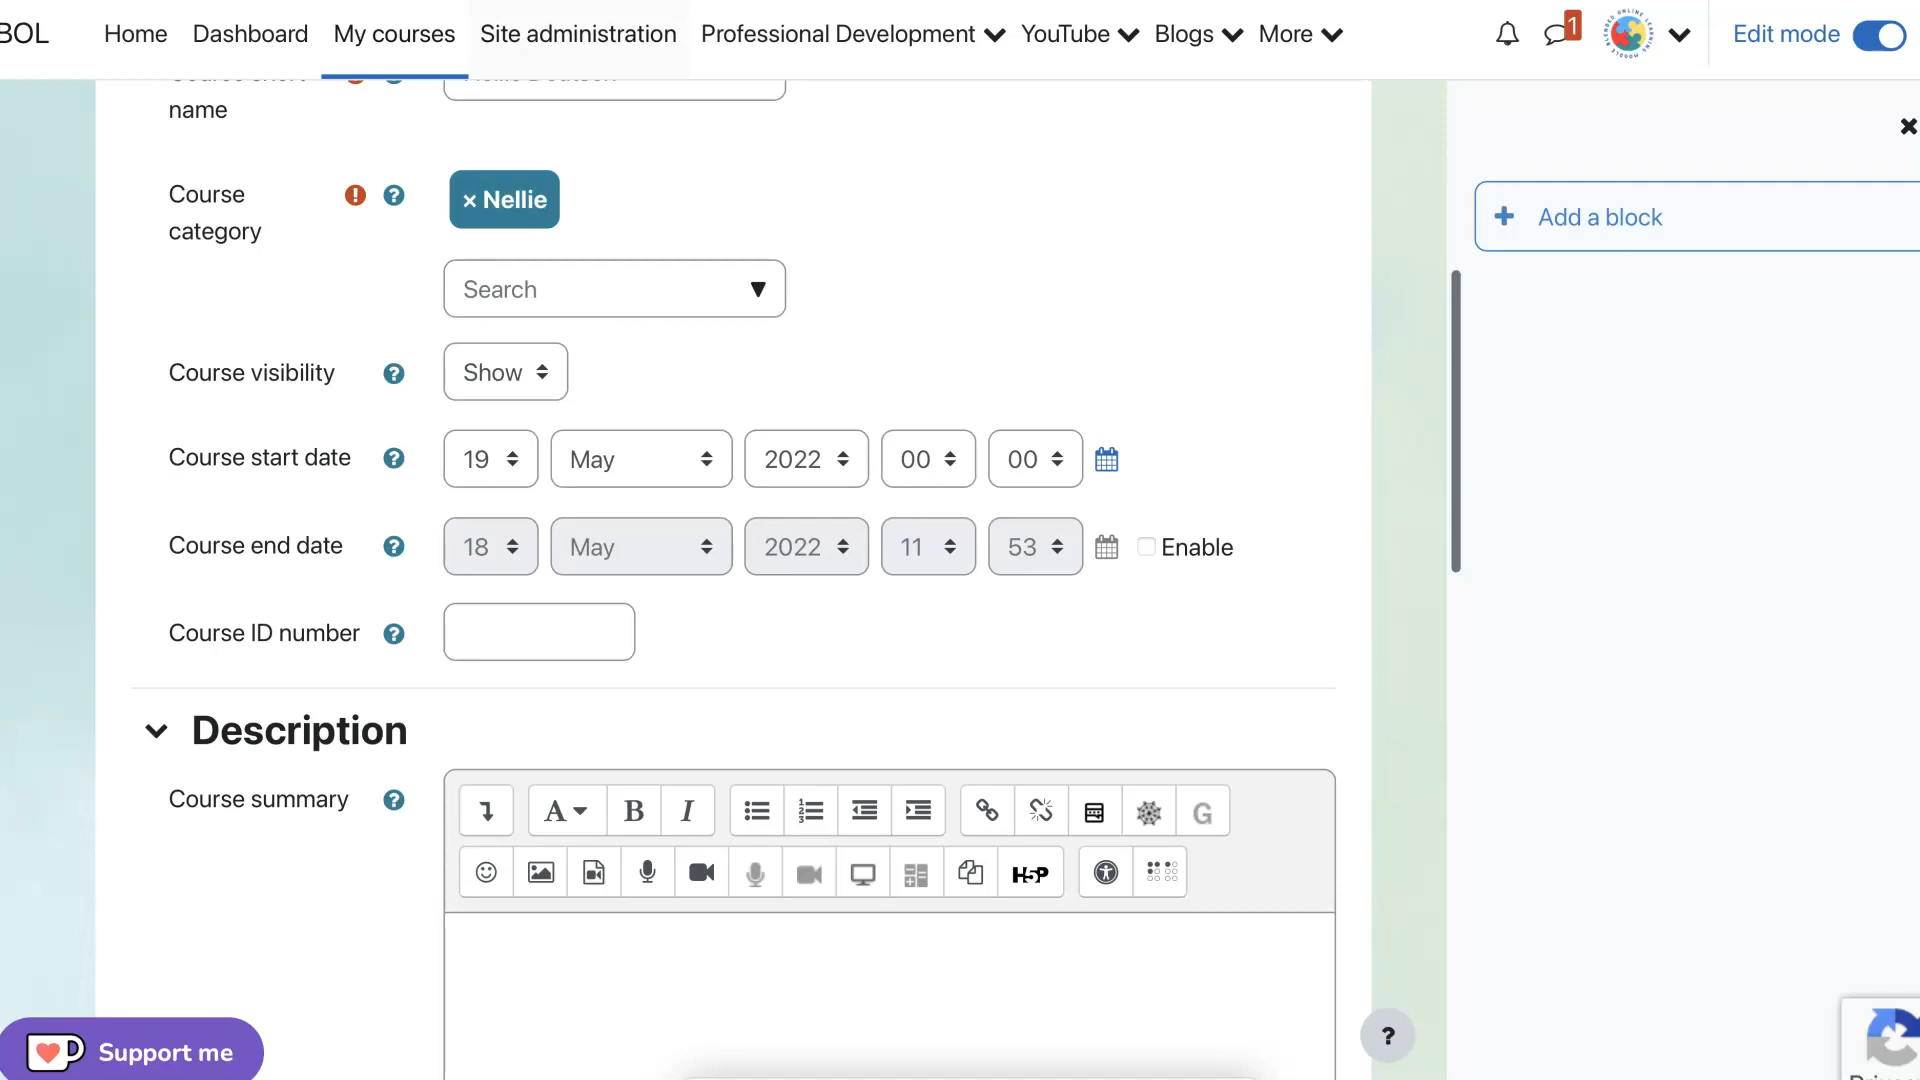 BOL Home Dashboard My courses Site administration Professional Development YouTube Blogs More 1 Edit mode
name
Course category
× Nellie
Search
Course visibility
Show
Course start date
19 May 2022 00 00
Course end date
18 May 2022 11 53 Enable
Course ID number
Description
Course summary
A B I
G
H5P
Add a block
Support me
?